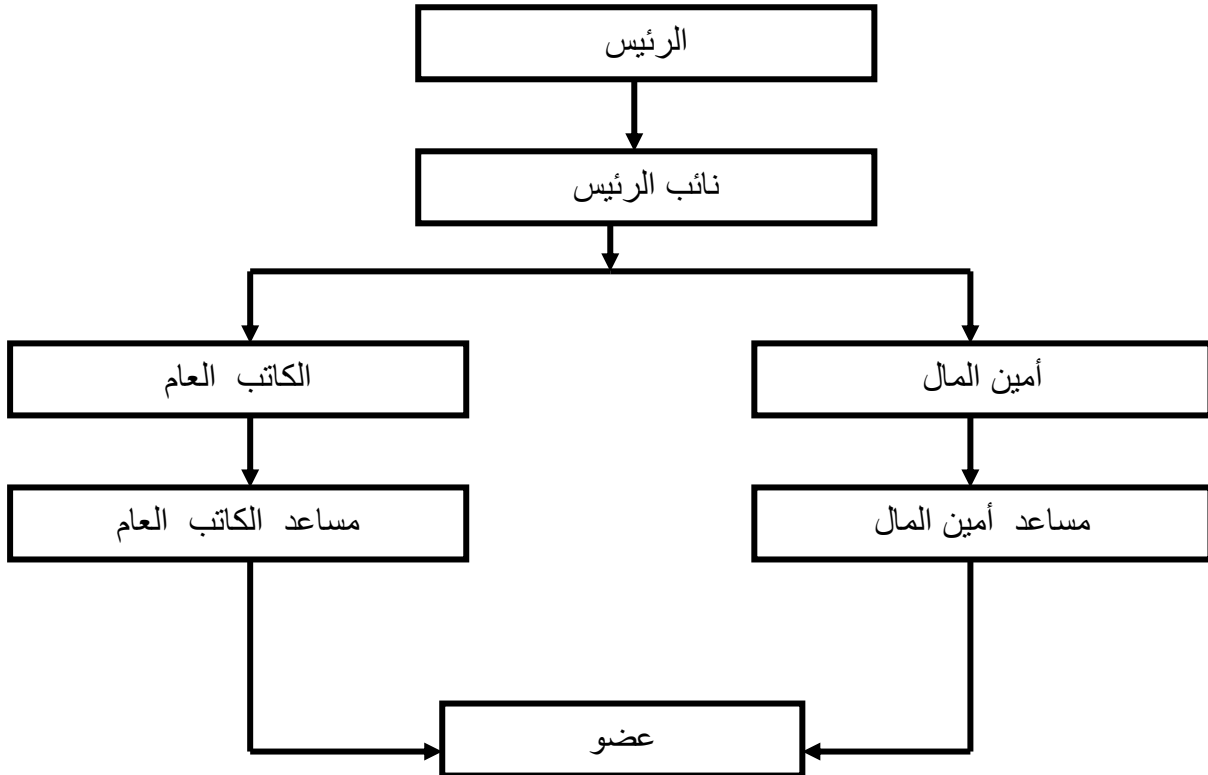 الرئيس
نائب الرئيس
أمين المال
الكاتب العام
مساعد أمين المال
مساعد الكاتب العام
عضو